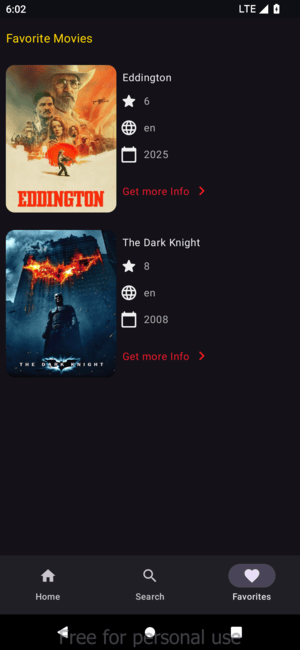 6:02 LTE
Favorite Movies
EDDINGTON
Eddington
6
en
2025
Get more Info
THE DARK KNIGHT
The Dark Knight
8
en
2008
Get more Info
Home Search Favorites
Free for personal use